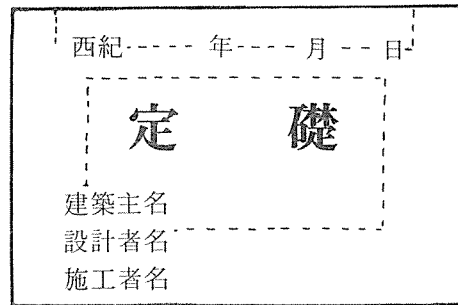 西紀 年 月 日
定 礎
建築主名
設計者名
施工者名